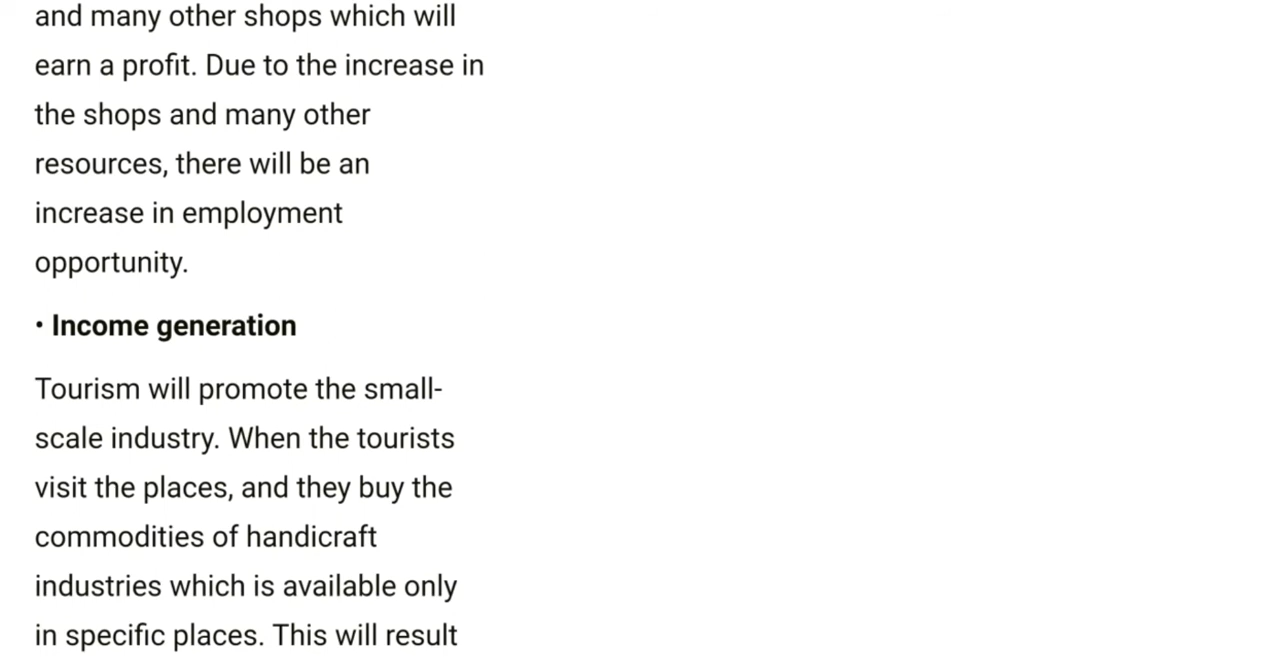 and many other shops which will
earn a profit. Due to the increase in
the shops and many other
resources, there will be an
increase in employment
opportunity.
• Income generation
Tourism will promote the small-
scale industry. When the tourists
visit the places, and they buy the
commodities of handicraft
industries which is available only
in specific places. This will result